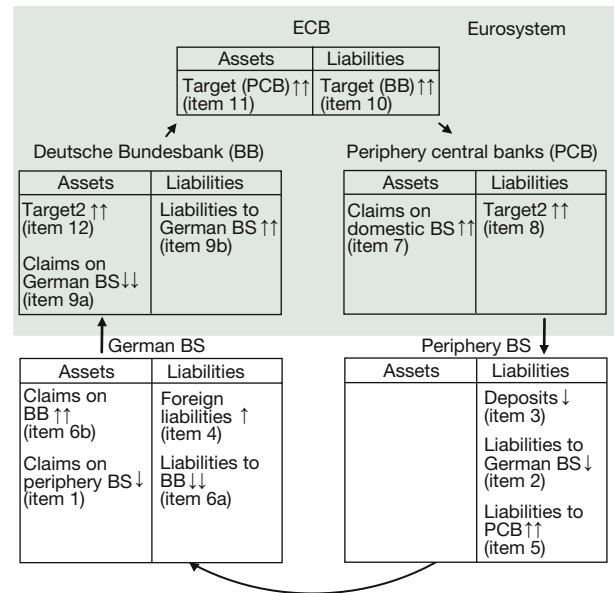 ECB
Eurosystem
Assets
Liabilities
Target (PCB)↑↑
(item 11)
Target (BB)↑↑
(item 10)
Deutsche Bundesbank (BB)
Assets
Liabilities
Target2 ↑↑
(item 12)
Claims on
German BS↓↓
(item 9a)
Liabilities to
German BS↑↑
(item 9b)
Periphery central banks (PCB)
Assets
Liabilities
Claims on
domestic BS↑↑
(item 7)
Target2 ↑↑
(item 8)
German BS
Assets
Liabilities
Claims on
BB ↑↑
(item 6b)
Claims on
periphery BS↓
(item 1)
Foreign
liabilities ↑
(item 4)
Liabilities to
BB↓↓
(item 6a)
Periphery BS
Assets
Liabilities
Deposits↓
(item 3)
Liabilities to
German BS↓
(item 2)
Liabilities to
PCB↑↑
(item 5)